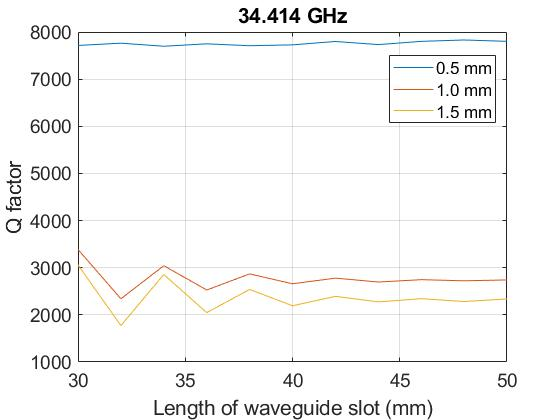 34.414 GHz
8000
7000
6000
5000
4000
3000
2000
1000
Q factor
0.5 mm
1.0 mm
1.5 mm
30 35 40 45 50
Length of waveguide slot (mm)